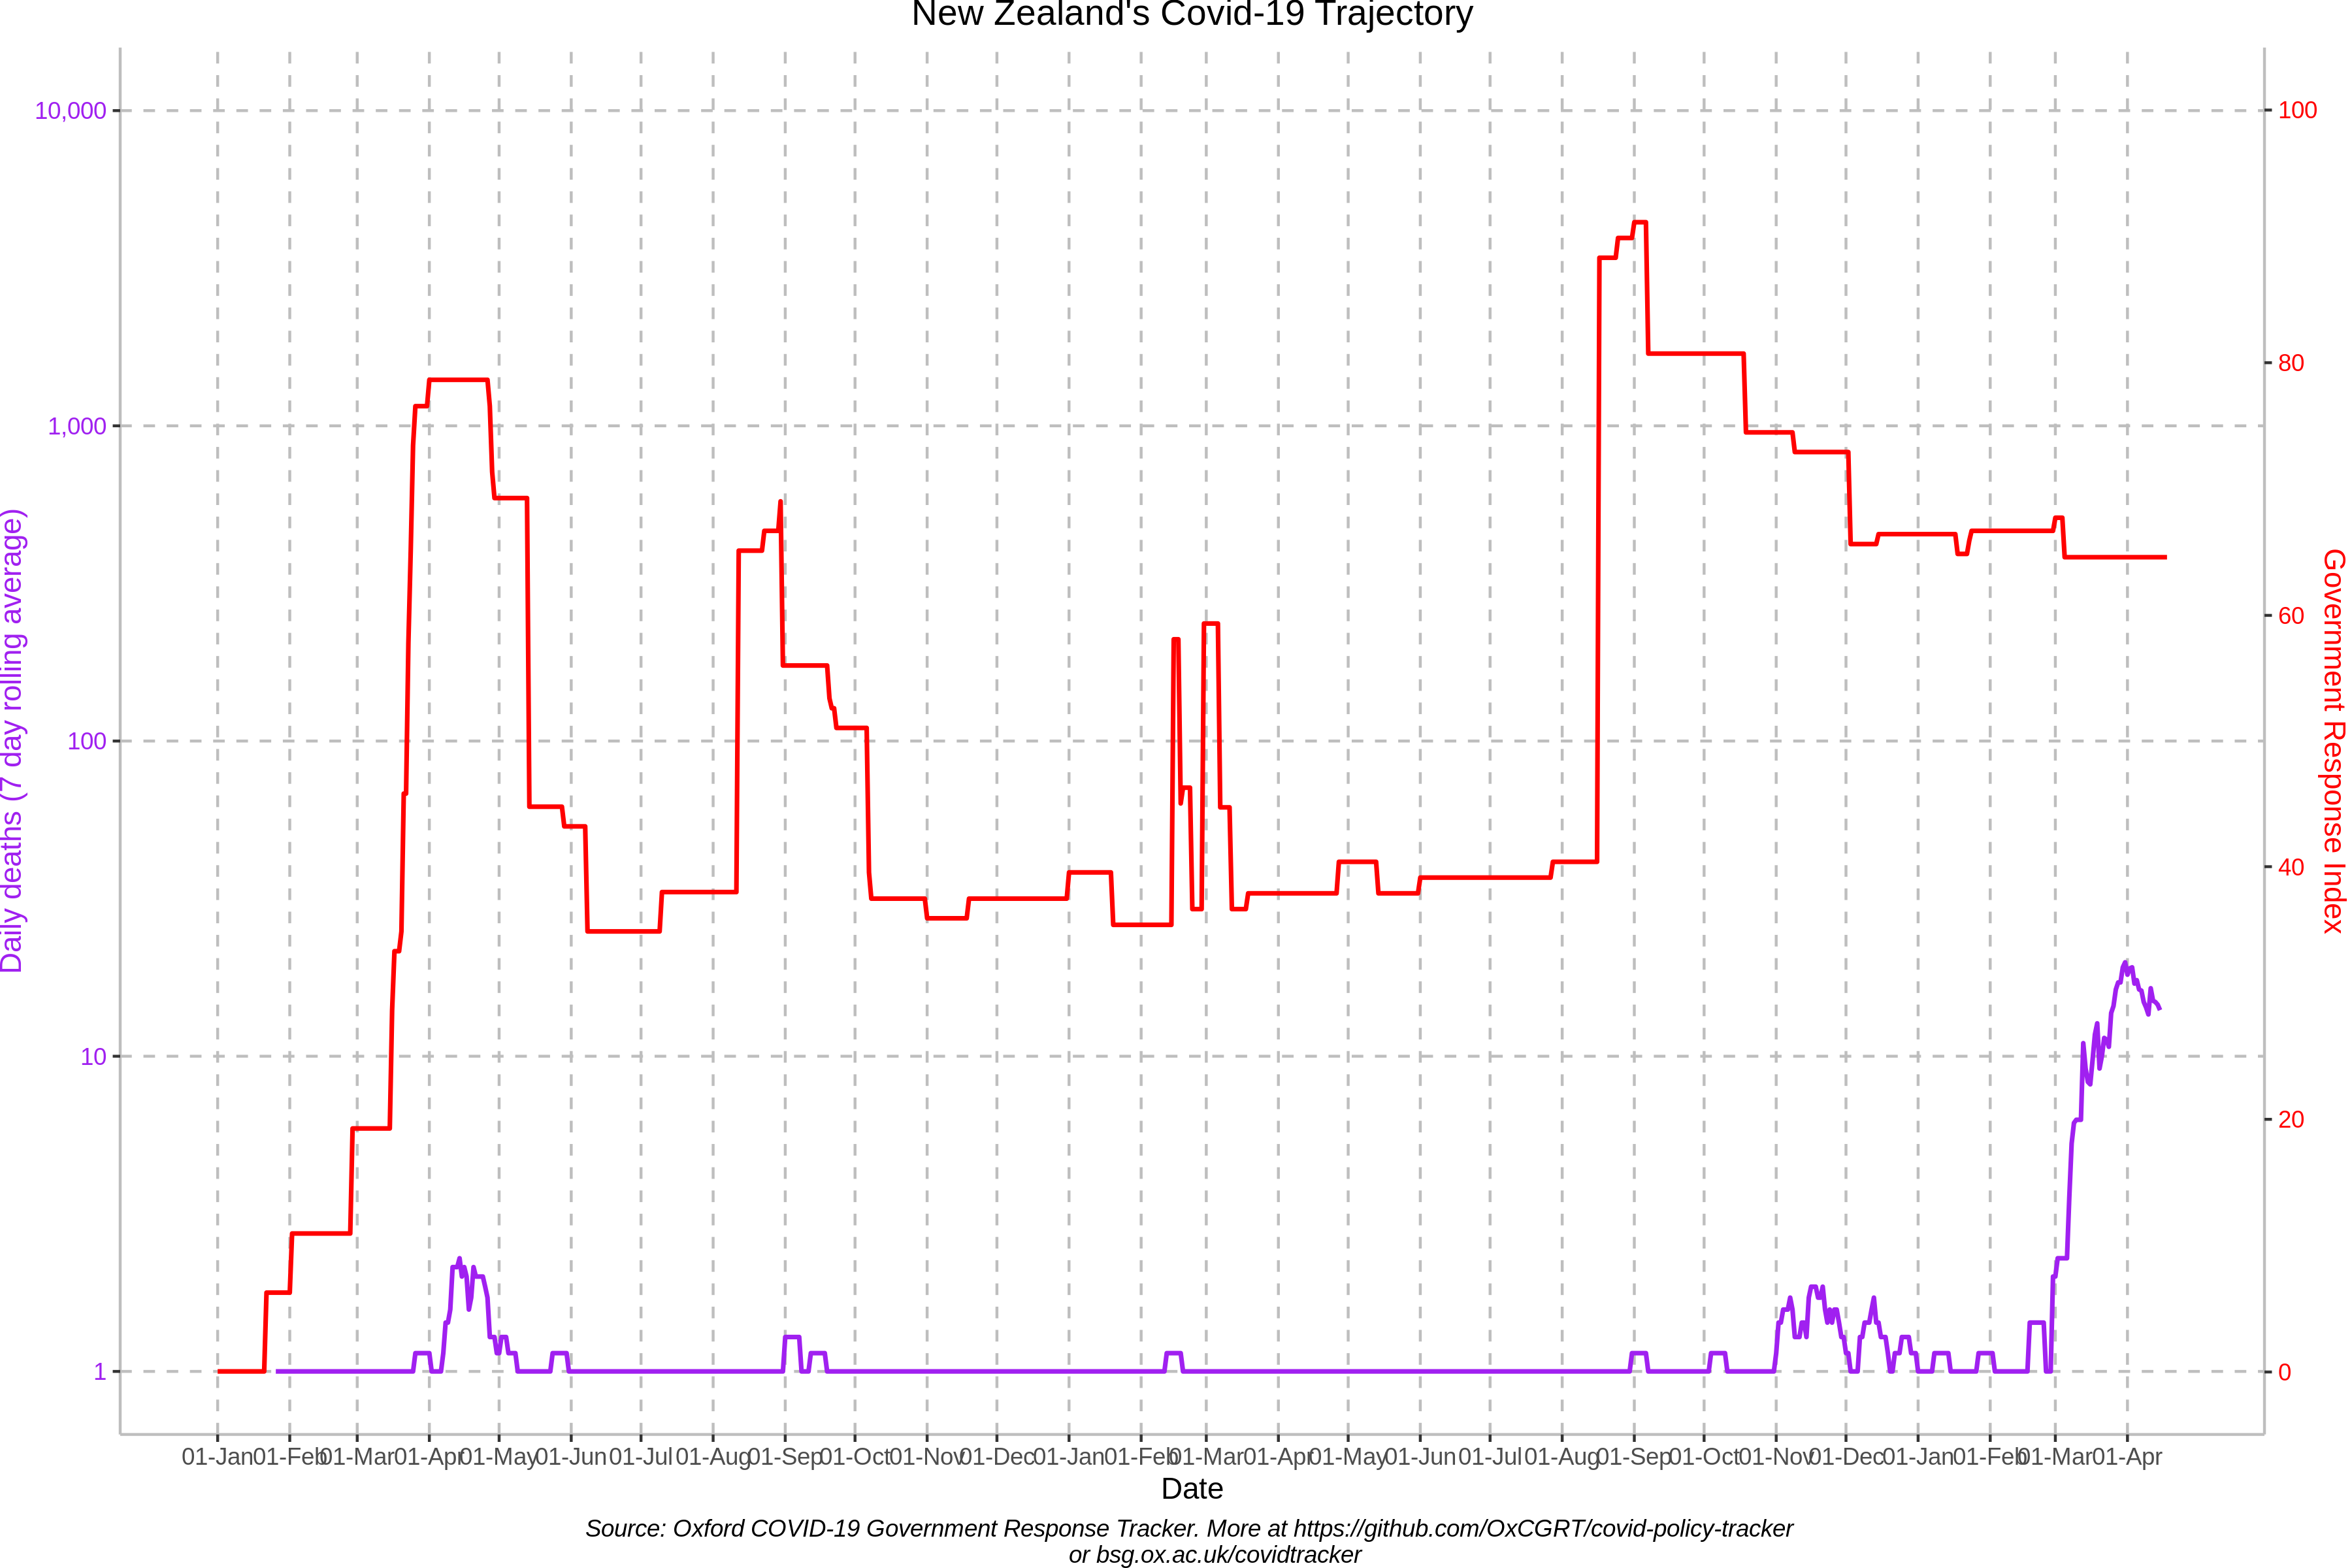 New Zealand's Covid-19 Trajectory
10,000
1,000
100
10
1
Daily deaths (7 day rolling average)
100
80
60
40
20
0
Government Response Index
01-Jan 01-Feb 01-Mar 01-Apr 01-May 01-Jun 01-Jul 01-Aug 01-Sep 01-Oct 01-Nov 01-Dec 01-Jan 01-Feb 01-Mar 01-Apr 01-May 01-Jun 01-Jul 01-Aug 01-Sep 01-Oct 01-Nov 01-Dec 01-Jan 01-Feb 01-Mar 01-Apr
Date
Source: Oxford COVID-19 Government Response Tracker. More at https://github.com/OxCGRT/covid-policy-tracker
or bsg.ox.ac.uk/covidtracker